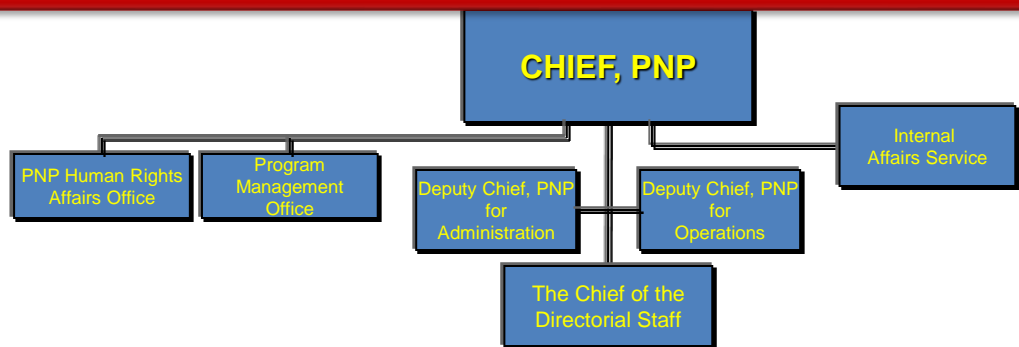 CHIEF, PNP
PNP Human Rights
Affairs Office
Program
Management
Office
Internal
Affairs Service
Deputy Chief, PNP
for
Administration
Deputy Chief, PNP
for
Operations
The Chief of the
Directorial Staff